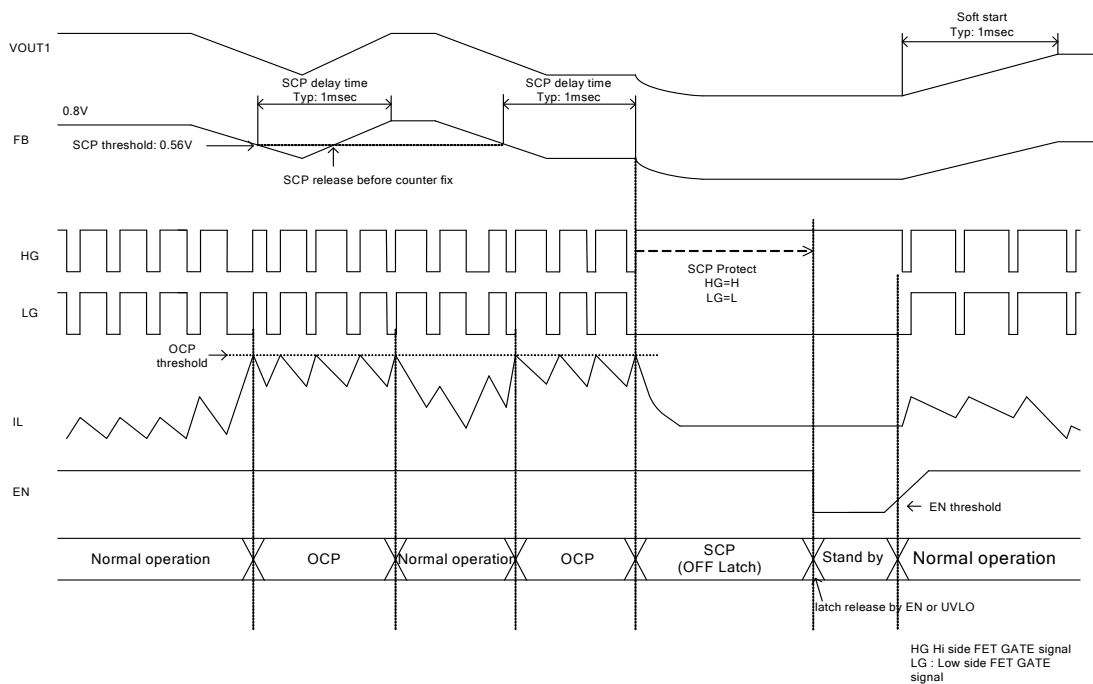 Soft start
Typ: 1msec
VOUT1
SCP delay time
Typ: 1msec
SCP delay time
Typ: 1msec
0.8V
FB
SCP threshold: 0.56V
SCP release before counter fix
HG
SCP Protect
HG=H
LG=L
LG
OCP
threshold
IL
EN
EN threshold
Normal operation
OCP
Normal operation
OCP
SCP
(OFF Latch)
Stand by
Normal operation
latch release by EN or UVLO
HG Hi side FET GATE signal
LG : Low side FET GATE
signal